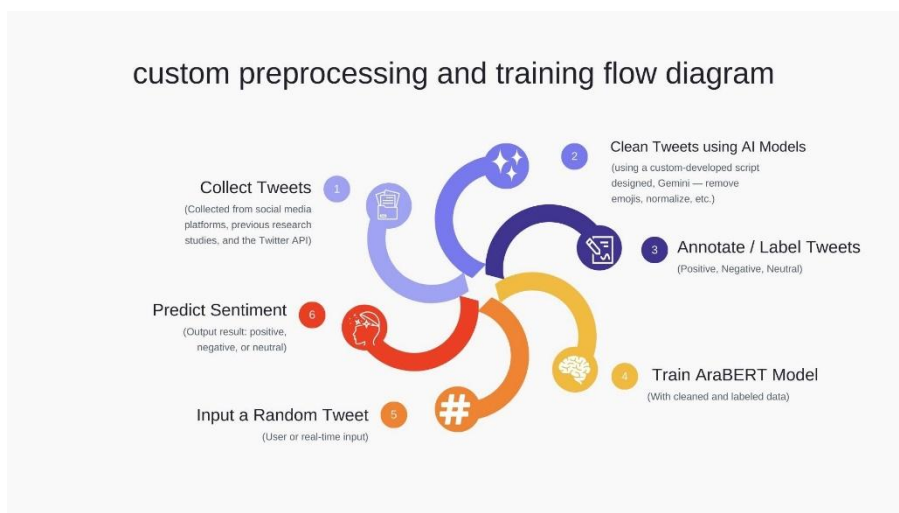 custom preprocessing and training flow diagram
Collect Tweets
1
(Collected from social media
platforms, previous research
studies, and the Twitter API)
2
Clean Tweets using AI Models
(using a custom-developed script
designed, Gemini — remove
emojis, normalize, etc.)
3
Annotate / Label Tweets
(Positive, Negative, Neutral)
4
Train AraBERT Model
(With cleaned and labeled data)
Input a Random Tweet
5
(User or real-time input)
Predict Sentiment
6
(Output result: positive,
negative, or neutral)
#